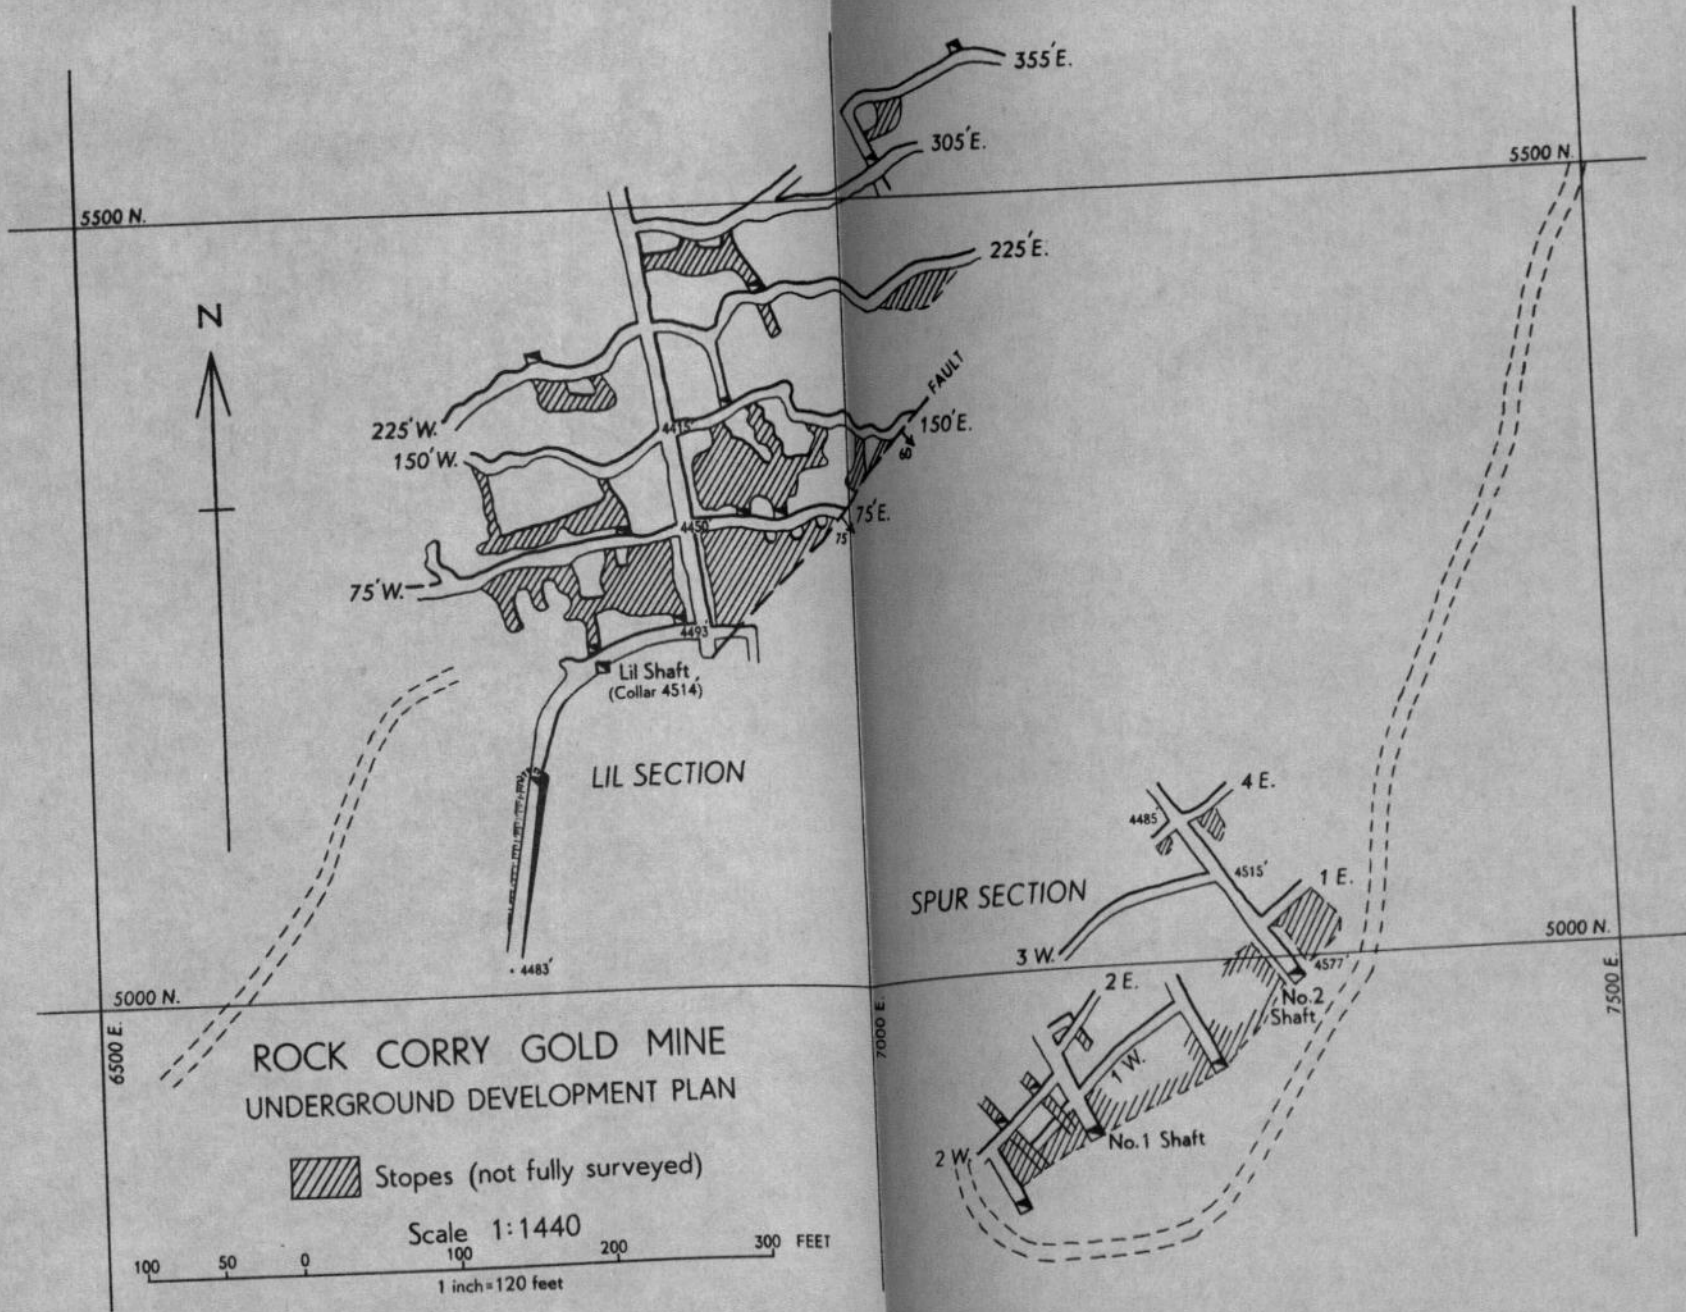 355'E.
305'E.
5500 N.
5500 N.
225'E.
N
FAULT
225'W.
4415'
150'E.
150'W.
60°
4450'
75'E.
75°
75'W.
4493'
Lil Shaft
(Collar 4514')
LIL SECTION
4 E.
4485'
4515'
1 E.
SPUR SECTION
5000 N.
3 W.
4577'
4483'
5000 N.
2 E.
No.2
Shaft
6500 E.
7000 E.
7500 E.
ROCK CORRY GOLD MINE
1 W.
UNDERGROUND DEVELOPMENT PLAN
No.1 Shaft
2 W.
Stopes (not fully surveyed)
Scale 1:1440
100 50 0 100 200 300 FEET
1 inch=120 feet